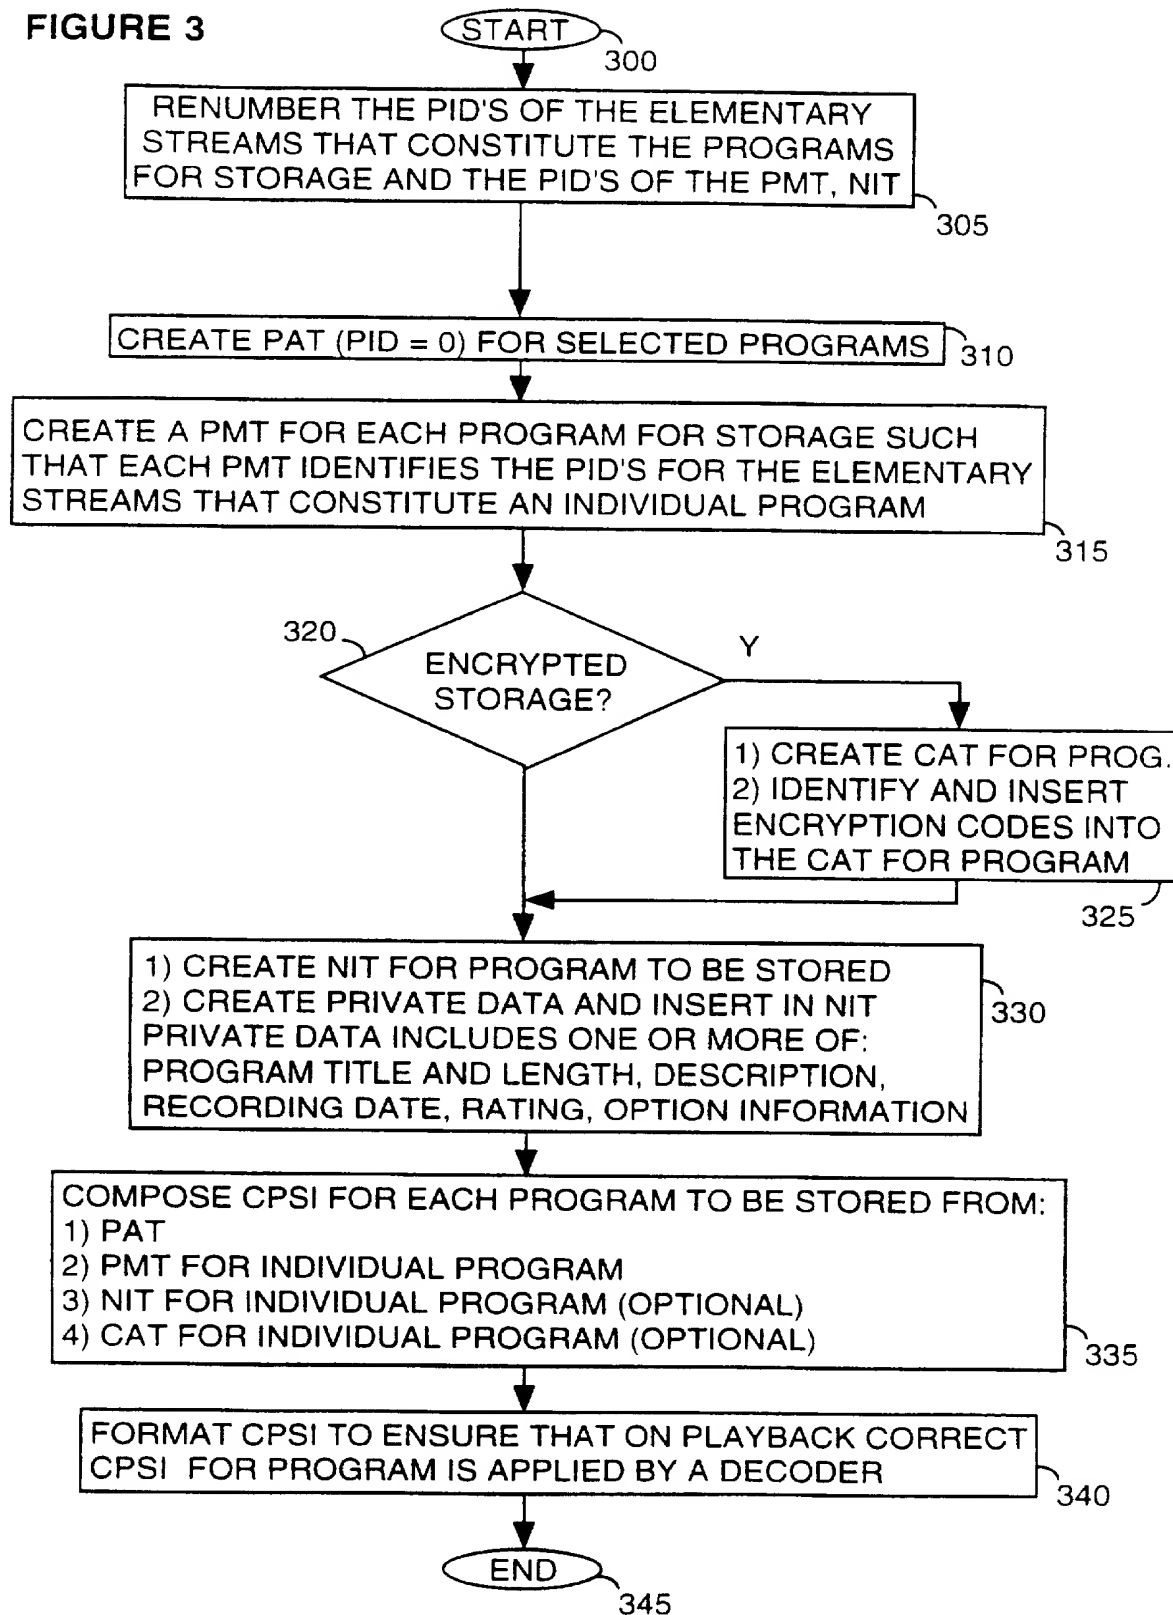 FIGURE 3
START
300
RENUMBER THE PID'S OF THE ELEMENTARY
STREAMS THAT CONSTITUTE THE PROGRAMS
FOR STORAGE AND THE PID'S OF THE PMT, NIT
305
CREATE PAT (PID = 0) FOR SELECTED PROGRAMS
310
CREATE A PMT FOR EACH PROGRAM FOR STORAGE SUCH
THAT EACH PMT IDENTIFIES THE PID'S FOR THE ELEMENTARY
STREAMS THAT CONSTITUTE AN INDIVIDUAL PROGRAM
315
320
ENCRYPTED
STORAGE?
Y
1) CREATE CAT FOR PROG.
2) IDENTIFY AND INSERT
ENCRYPTION CODES INTO
THE CAT FOR PROGRAM
325
1) CREATE NIT FOR PROGRAM TO BE STORED
2) CREATE PRIVATE DATA AND INSERT IN NIT
PRIVATE DATA INCLUDES ONE OR MORE OF:
PROGRAM TITLE AND LENGTH, DESCRIPTION,
RECORDING DATE, RATING, OPTION INFORMATION
330
COMPOSE CPSI FOR EACH PROGRAM TO BE STORED FROM:
1) PAT
2) PMT FOR INDIVIDUAL PROGRAM
3) NIT FOR INDIVIDUAL PROGRAM (OPTIONAL)
4) CAT FOR INDIVIDUAL PROGRAM (OPTIONAL)
335
FORMAT CPSI TO ENSURE THAT ON PLAYBACK CORRECT
CPSI FOR PROGRAM IS APPLIED BY A DECODER
340
END
345